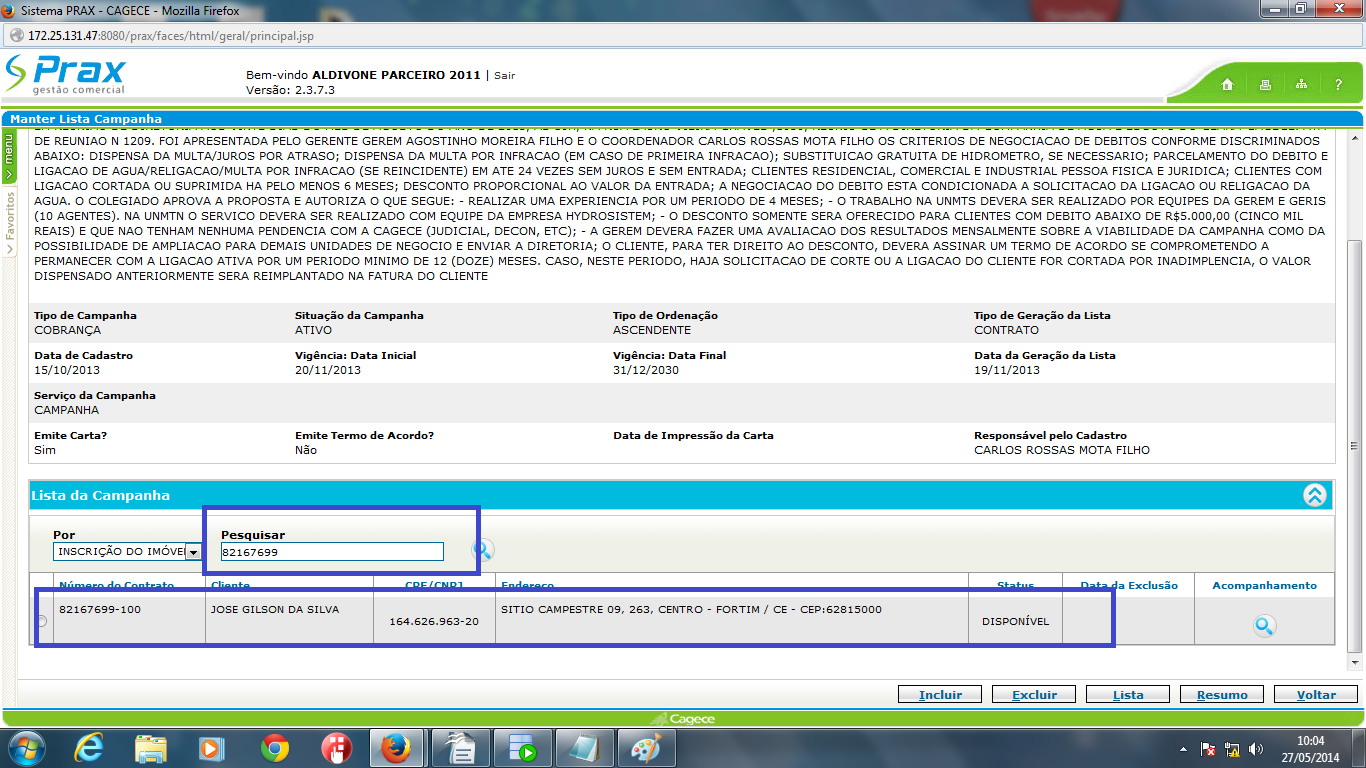 Sistema PRAX - CAGECE - Mozilla Firefox
172.25.131.47:8080/prax/faces/html/geral/principal.jsp
Prax
gestão comercial
Bem-vindo ALDIVONE PARCEIRO 2011 | Sair
Versão: 2.3.7.3
?
Manter Lista Campanha
menu
Favoritos
DE REUNIAO N 1209. FOI APRESENTADA PELO GERENTE GEREM AGOSTINHO MOREIRA FILHO E O COORDENADOR CARLOS ROSSAS MOTA FILHO OS CRITERIOS DE NEGOCIACAO DE DEBITOS CONFORME DISCRIMINADOS
ABAIXO: DISPENSA DA MULTA/JUROS POR ATRASO; DISPENSA DA MULTA POR INFRACAO (EM CASO DE PRIMEIRA INFRACAO); SUBSTITUICAO GRATUITA DE HIDROMETRO, SE NECESSARIO; PARCELAMENTO DO DEBITO E
LIGACAO DE AGUA/RELIGACAO/MULTA POR INFRACAO (SE REINCIDENTE) EM ATE 24 VEZES SEM JUROS E SEM ENTRADA; CLIENTES RESIDENCIAL, COMERCIAL E INDUSTRIAL PESSOA FISICA E JURIDICA; CLIENTES COM
LIGACAO CORTADA OU SUPRIMIDA HA PELO MENOS 6 MESES; DESCONTO PROPORCIONAL AO VALOR DA ENTRADA; A NEGOCIACAO DO DEBITO ESTA CONDICIONADA A SOLICITACAO DA LIGACAO OU RELIGACAO DA
AGUA. O COLEGIADO APROVA A PROPOSTA E AUTORIZA O QUE SEGUE: - REALIZAR UMA EXPERIENCIA POR UM PERIODO DE 4 MESES; - O TRABALHO NA UNMTS DEVERA SER REALIZADO POR EQUIPES DA GEREM E GERIS
(10 AGENTES). NA UNMTN O SERVICO DEVERA SER REALIZADO COM EQUIPE DA EMPRESA HYDROSISTEM; - O DESCONTO SOMENTE SERA OFERECIDO PARA CLIENTES COM DEBITO ABAIXO DE R$5.000,00 (CINCO MIL
REAIS) E QUE NAO TENHAM NENHUMA PENDENCIA COM A CAGECE (JUDICIAL, DECON, ETC); - A GEREM DEVERA FAZER UMA AVALIACAO DOS RESULTADOS MENSALMENTE SOBRE A VIABILIDADE DA CAMPANHA COMO DA
POSSIBILIDADE DE AMPLIACAO PARA DEMAIS UNIDADES DE NEGOCIO E ENVIAR A DIRETORIA; O CLIENTE, PARA TER DIREITO AO DESCONTO, DEVERA ASSINAR UM TERMO DE ACORDO SE COMPROMETENDO A
PERMANECER COM A LIGACAO ATIVA POR UM PERIODO MINIMO DE 12 (DOZE) MESES. CASO, NESTE PERIODO, HAJA SOLICITACAO DE CORTE OU A LIGACAO DO CLIENTE FOR CORTADA POR INADIMPLENCIA, O VALOR
DISPENSADO ANTERIORMENTE SERA REIMPLANTADO NA FATURA DO CLIENTE
Tipo de Campanha Situação da Campanha Tipo de Ordenação Tipo de Geração da Lista
COBRANÇA ATIVO ASCENDENTE CONTRATO
Data de Cadastro Vigência: Data Inicial Vigência: Data Final Data da Geração da Lista
15/10/2013 20/11/2013 31/12/2030 19/11/2013
Serviço da Campanha
CAMPANHA
Emite Carta? Emite Termo de Acordo? Data de Impressão da Carta Responsável pelo Cadastro
Sim Não CARLOS ROSSAS MOTA FILHO
Lista da Campanha
Por Pesquisar
INSCRIÇÃO DO IMÓVEL 82167699
Número do Contrato Cliente CPF/CNPJ Endereço Status Data da Exclusão Acompanhamento
82167699-100 JOSE GILSON DA SILVA 164.626.963-20 SITIO CAMPESTRE 09, 263, CENTRO - FORTIM / CE - CEP:62815000 DISPONÍVEL
Incluir Excluir Lista Resumo Voltar
Cagece
10:04
27/05/2014